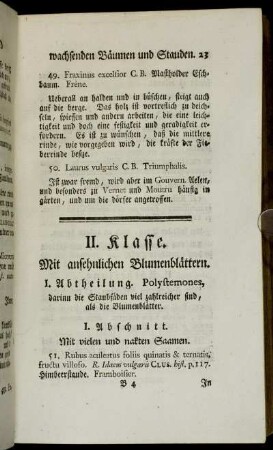 wachsenden Bäumen und Stauden. 23
49. Fraxinus excelsior C. B. Mastholder Esch-
baum. Frêne.
Ueberall an halden und in büschen, steigt auch
auf die berge. Das holz ist vortreflich zu deich-
seln, spiessen und andern arbeiten, die eine leich-
tigkeit und doch eine festigkeit und geradigkeit er-
fordern. Es ist zu wünschen, daß die mittlere
rinde, wie vorgegeben wird, die kräfte der Fie-
berrinde besitze.
50. Laurus vulgaris C. B. Triumphalis.
Ist zwar fremd, wird aber im Gouvern. Aelen,
und besonders zu Vernet und Moutru häufig in
gärten, und um die dörfer angetroffen.
II. Klasse.
Mit ansehnlichen Blumenblättern.
I. Abtheilung. Polystemones,
darinn die Staubfäden viel zahlreicher sind,
als die Blumenblätter.
I. Abschnitt.
Mit vielen und nakten Saamen.
51. Rubus aculeatus foliis quinatis & ternatis,
fructu villoso. R. Idaeus vulgaris CLUS. hist. p. 117.
Himbeerstaude. Framboisier.
B 4 In